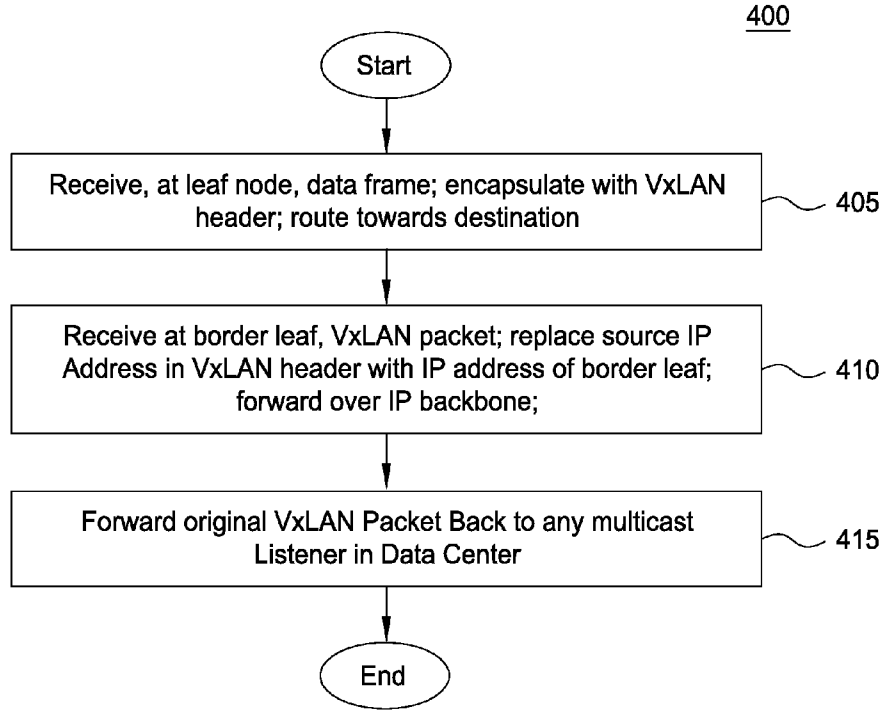 400
Start
Receive, at leaf node, data frame; encapsulate with VxLAN
header; route towards destination
405
Receive at border leaf, VxLAN packet; replace source IP
Address in VxLAN header with IP address of border leaf;
forward over IP backbone;
410
Forward original VxLAN Packet Back to any multicast
Listener in Data Center
415
End